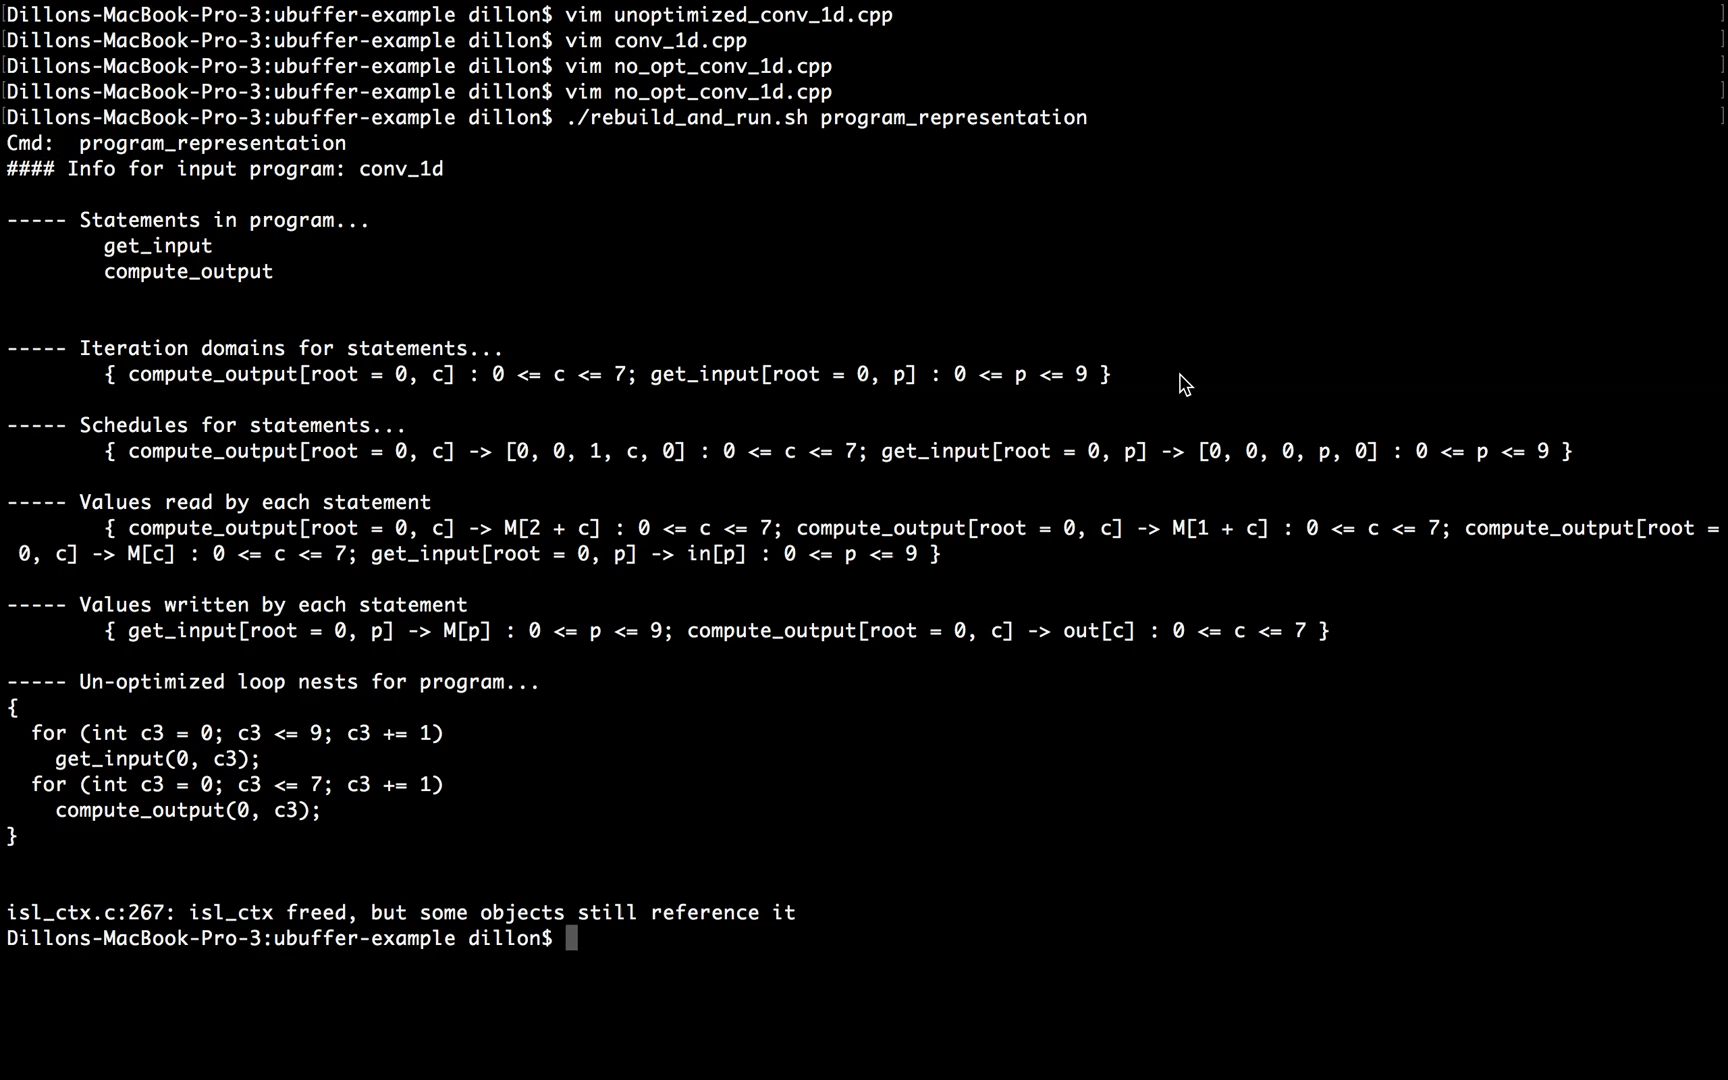 [Dillons-MacBook-Pro-3:ubuffer-example dillon$ vim unoptimized_conv_1d.cpp ]
[Dillons-MacBook-Pro-3:ubuffer-example dillon$ vim conv_1d.cpp ]
[Dillons-MacBook-Pro-3:ubuffer-example dillon$ vim no_opt_conv_1d.cpp ]
[Dillons-MacBook-Pro-3:ubuffer-example dillon$ vim no_opt_conv_1d.cpp ]
[Dillons-MacBook-Pro-3:ubuffer-example dillon$ ./rebuild_and_run.sh program_representation ]
Cmd:  program_representation
#### Info for input program: conv_1d
----- Statements in program...
        get_input
        compute_output
----- Iteration domains for statements...
        { compute_output[root = 0, c] : 0 <= c <= 7; get_input[root = 0, p] : 0 <= p <= 9 }
----- Schedules for statements...
        { compute_output[root = 0, c] -> [0, 0, 1, c, 0] : 0 <= c <= 7; get_input[root = 0, p] -> [0, 0, 0, p, 0] : 0 <= p <= 9 }
----- Values read by each statement
        { compute_output[root = 0, c] -> M[2 + c] : 0 <= c <= 7; compute_output[root = 0, c] -> M[1 + c] : 0 <= c <= 7; compute_output[root =
 0, c] -> M[c] : 0 <= c <= 7; get_input[root = 0, p] -> in[p] : 0 <= p <= 9 }
----- Values written by each statement
        { get_input[root = 0, p] -> M[p] : 0 <= p <= 9; compute_output[root = 0, c] -> out[c] : 0 <= c <= 7 }
----- Un-optimized loop nests for program...
{
  for (int c3 = 0; c3 <= 9; c3 += 1)
    get_input(0, c3);
  for (int c3 = 0; c3 <= 7; c3 += 1)
    compute_output(0, c3);
}
isl_ctx.c:267: isl_ctx freed, but some objects still reference it
Dillons-MacBook-Pro-3:ubuffer-example dillon$